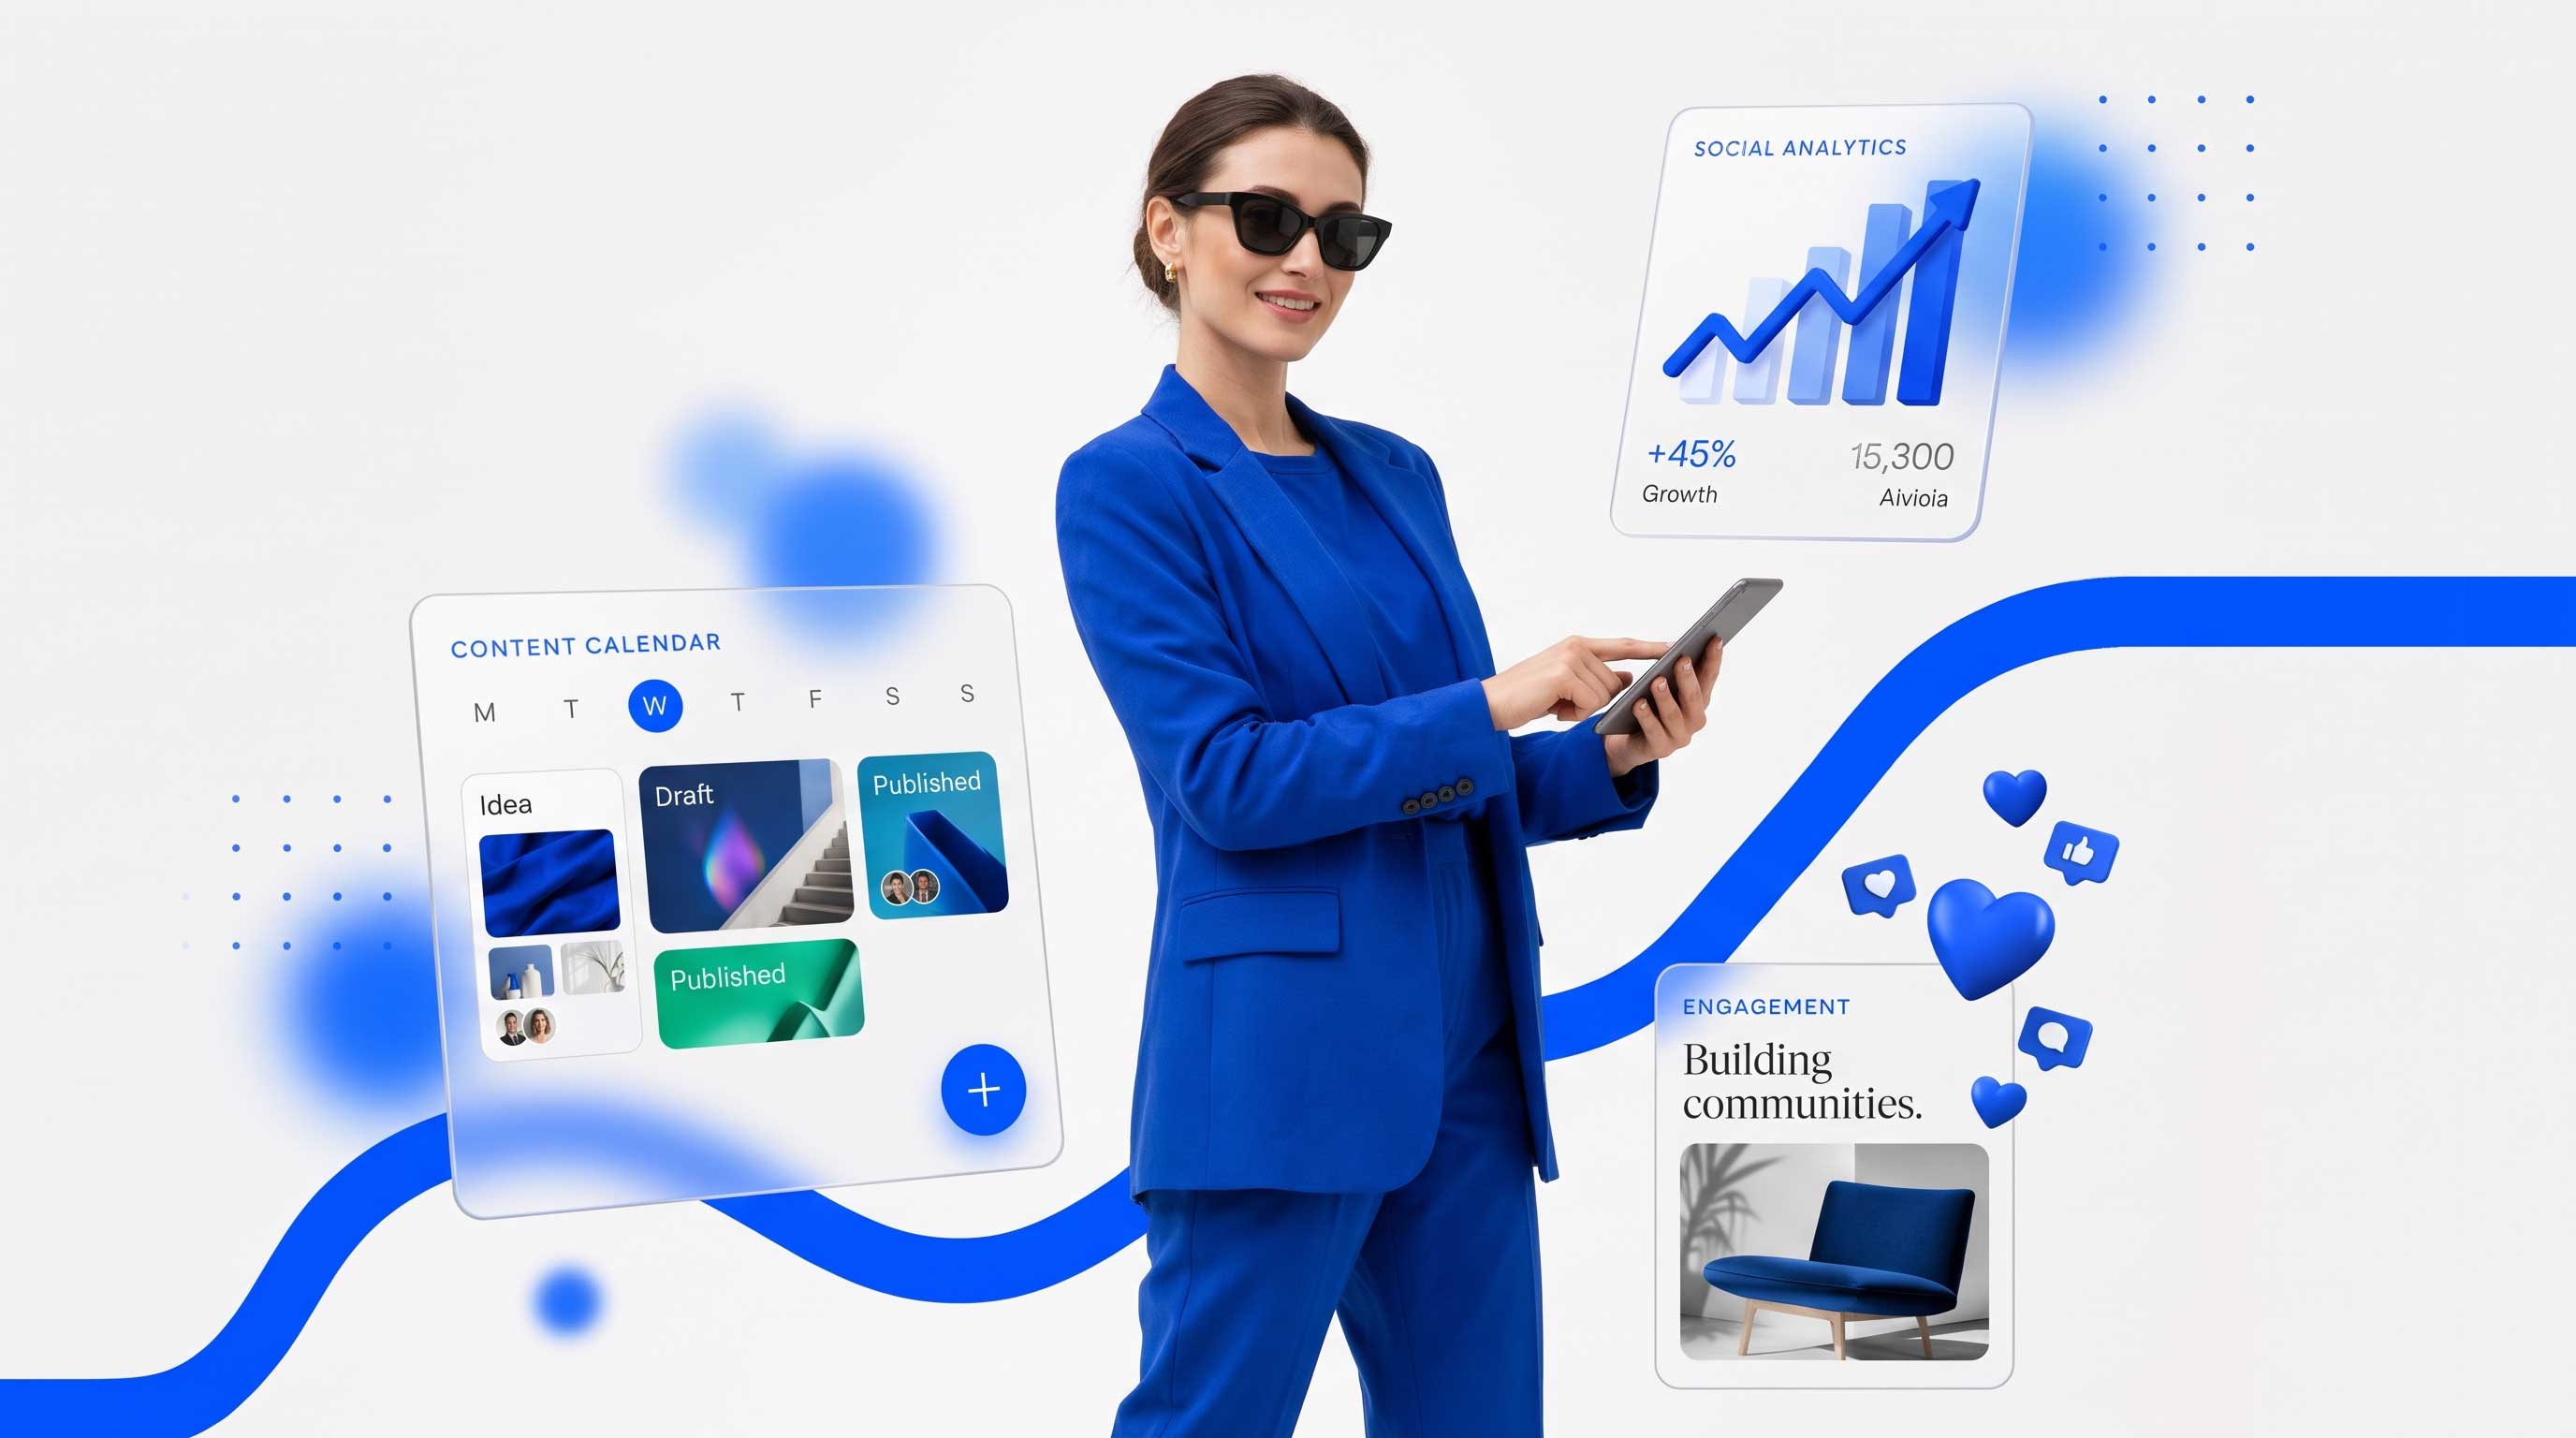 SOCIAL ANALYTICS
+45%
Growth
15,300
Aivioia
CONTENT CALENDAR
M T W T F S S
Idea
Draft
Published
Published
ENGAGEMENT
Building
communities.